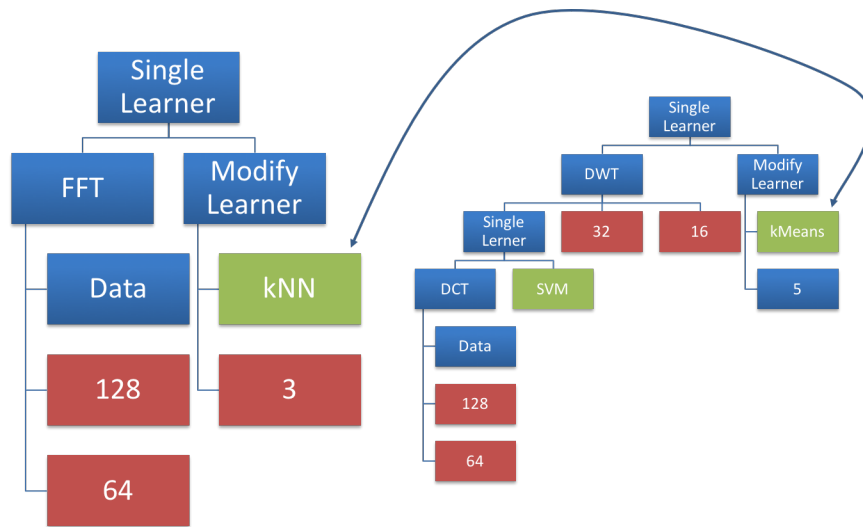 Single
Learner
FFT
Modify
Learner
Data
kNN
128
3
64
Single
Learner
DWT
Modify
Learner
Single
Lerner
32
16
kMeans
DCT
SVM
5
Data
128
64